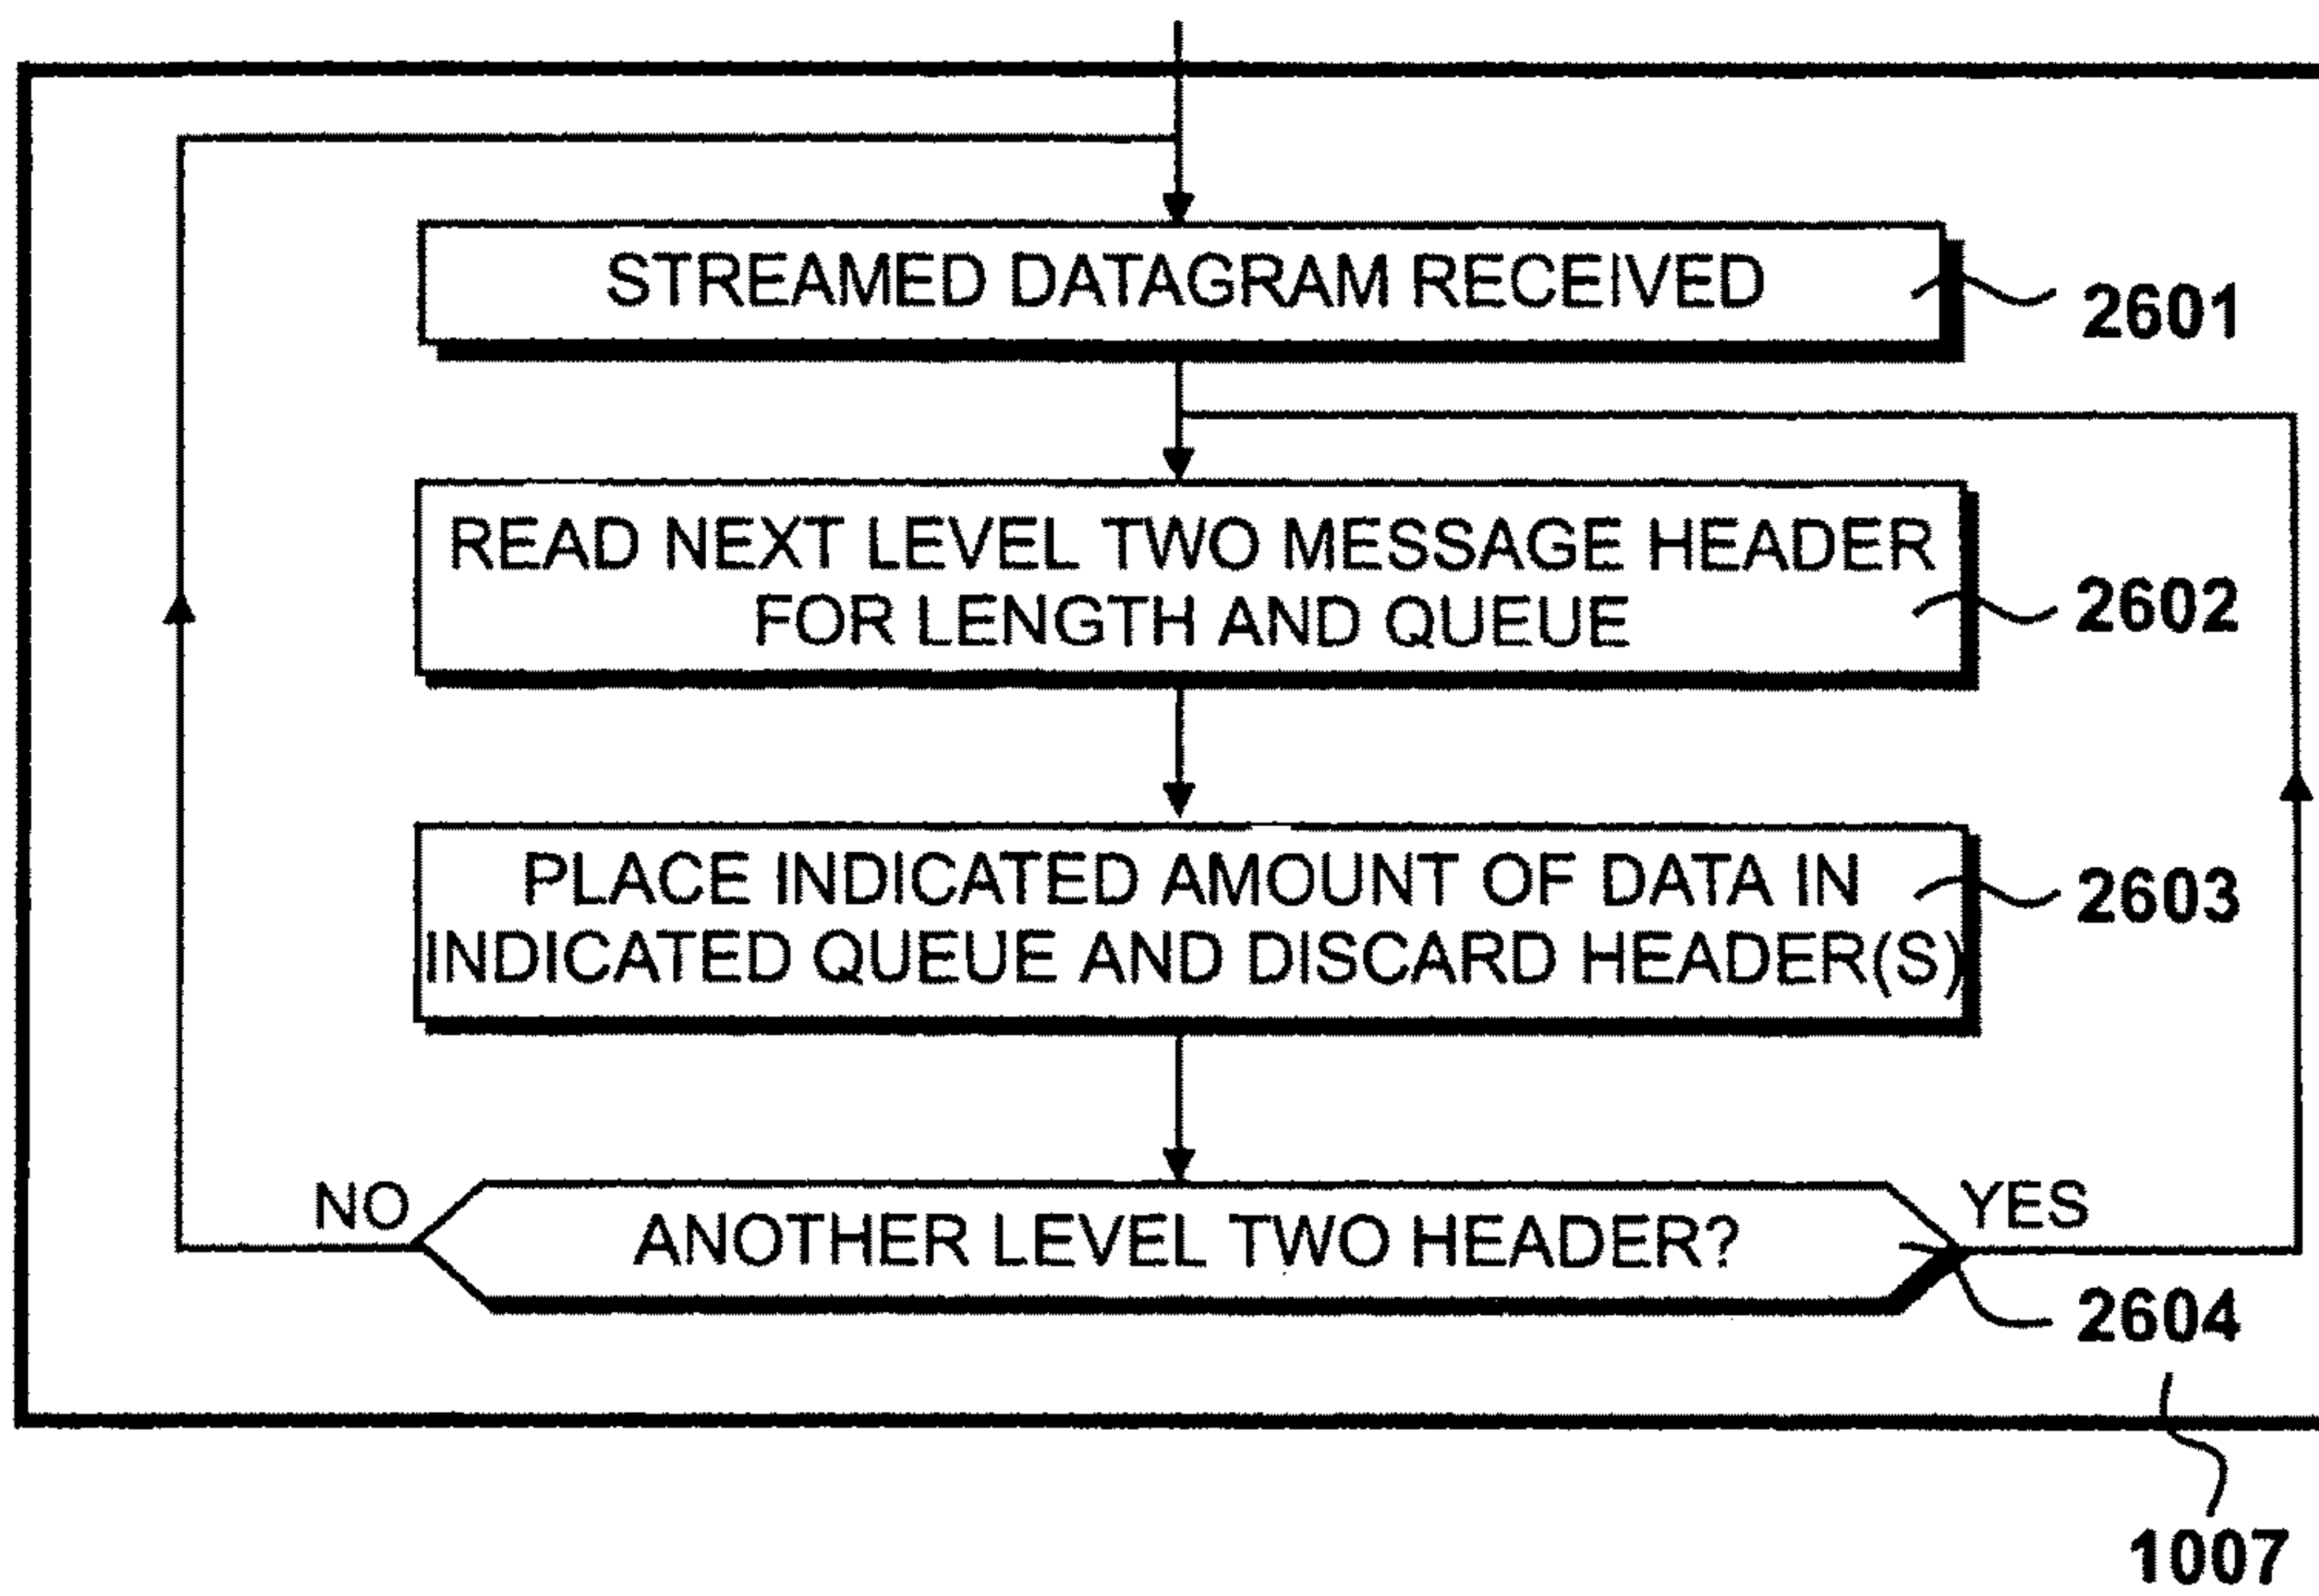 STREAMED DATAGRAM RECEIVED
2601
READ NEXT LEVEL TWO MESSAGE HEADER
FOR LENGTH AND QUEUE
2602
PLACE INDICATED AMOUNT OF DATA IN
INDICATED QUEUE AND DISCARD HEADER(S)
2603
NO
ANOTHER LEVEL TWO HEADER?
YES
2604
1007